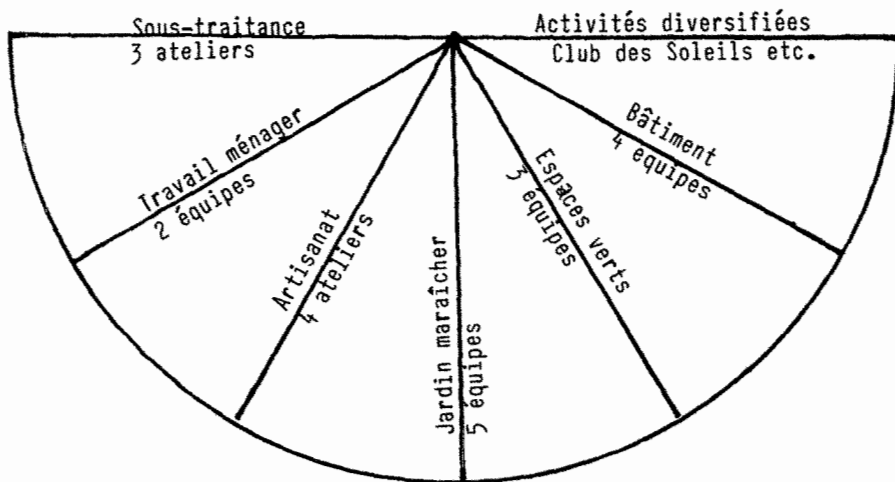 Sous-traitance
3 ateliers
Travail ménager
2 équipes
Artisanat
4 ateliers
Jardin maraîcher
5 équipes
Espaces verts
3 équipes
Bâtiment
4 équipes
Activités diversifiées
Club des Soleils etc.